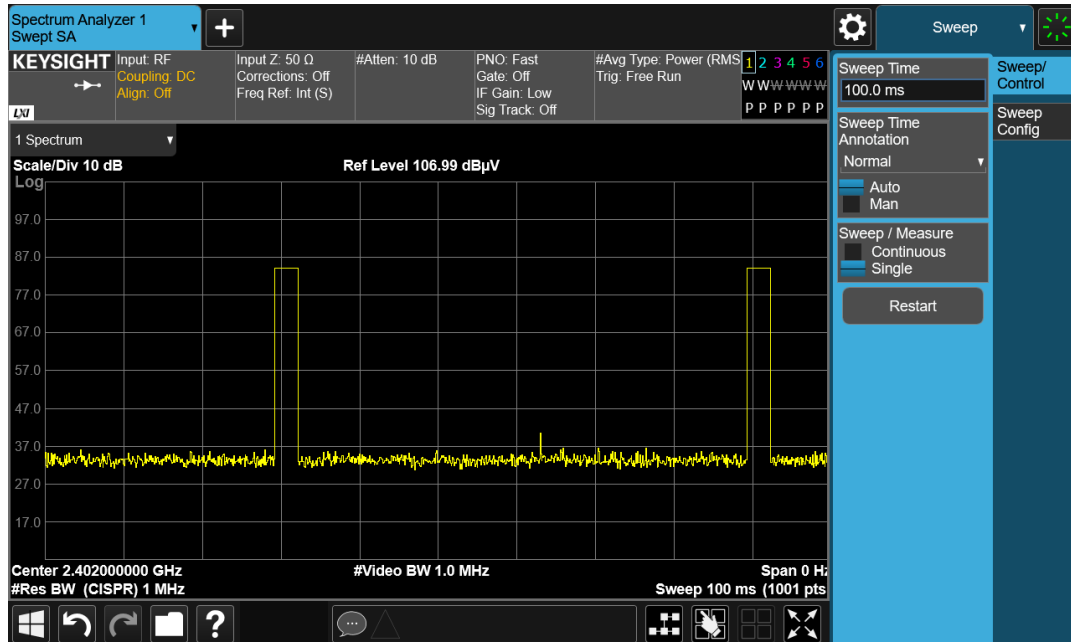 Spectrum Analyzer 1
Swept SA
+
Sweep
KEYSIGHT
LXI
Input: RF
Coupling: DC
Align: Off
Input Z: 50 Ω
Corrections: Off
Freq Ref: Int (S)
#Atten: 10 dB
PNO: Fast
Gate: Off
IF Gain: Low
Sig Track: Off
#Avg Type: Power (RMS
Trig: Free Run
1 2 3 4 5 6
W W W W W W
P P P P P P
1 Spectrum
Scale/Div 10 dB
Ref Level 106.99 dBµV
Log
97.0
87.0
77.0
67.0
57.0
47.0
37.0
27.0
17.0
Center 2.402000000 GHz
#Video BW 1.0 MHz
Span 0 Hz
#Res BW (CISPR) 1 MHz
Sweep 100 ms (1001 pts
?
Sweep Time
100.0 ms
Sweep Time
Annotation
Normal
Auto
Man
Sweep / Measure
Continuous
Single
Restart
Sweep/
Control
Sweep
Config